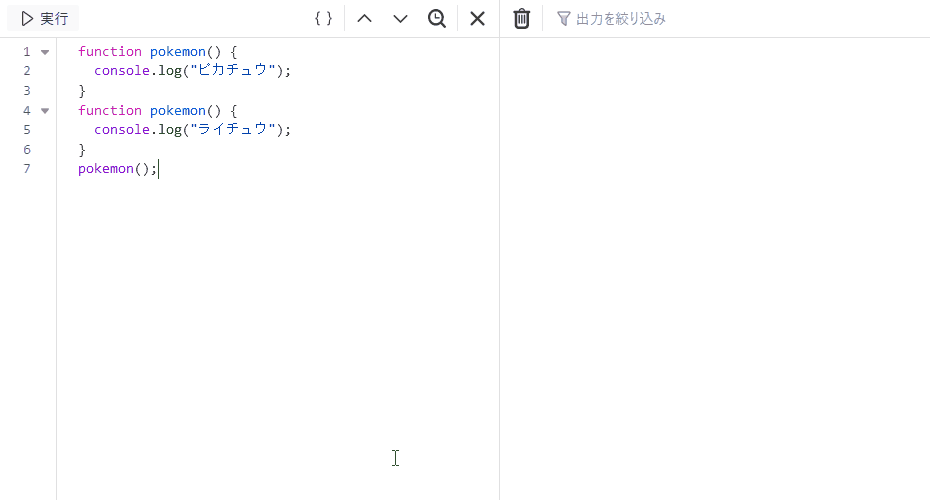 実行 { } 出力を絞り込み
1 function pokemon() {
2 console.log("ピカチュウ");
3 }
4 function pokemon() {
5 console.log("ライチュウ");
6 }
7 pokemon();